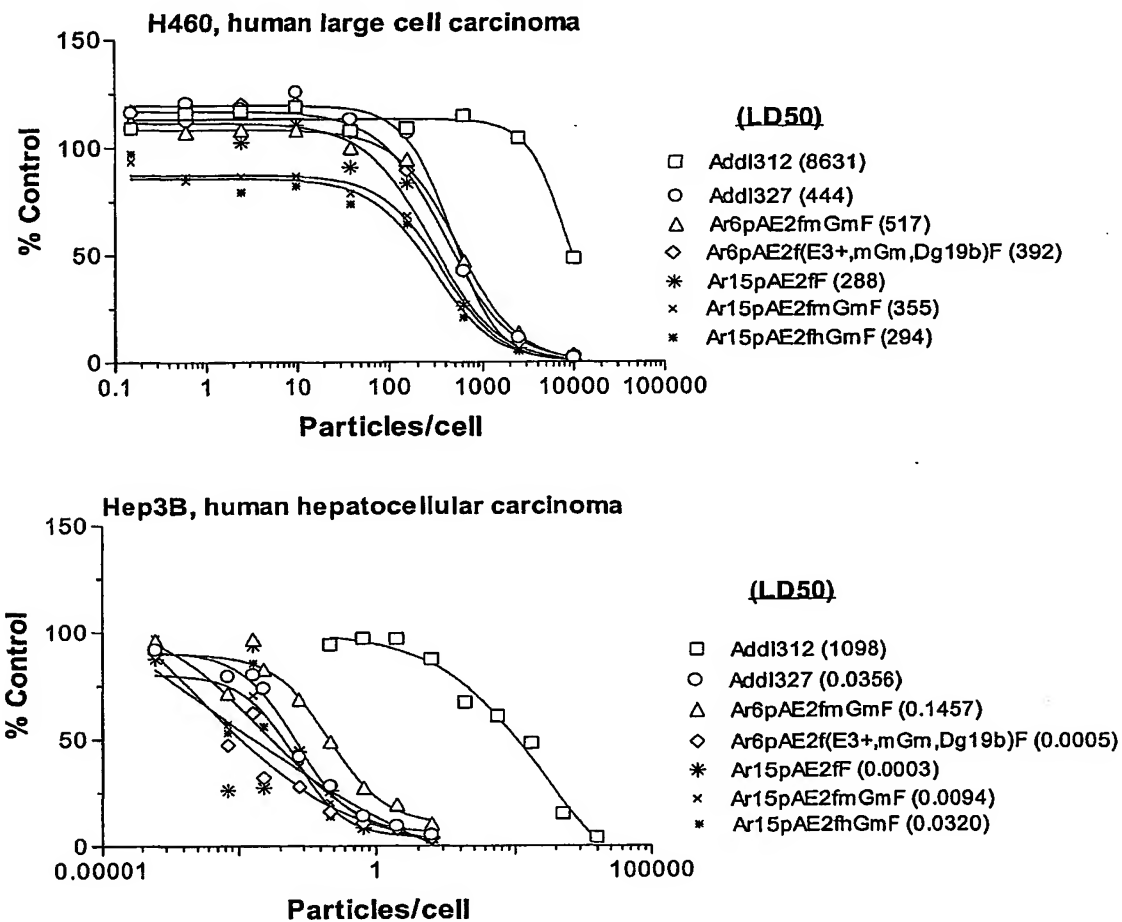 H460, human large cell carcinoma
150
100
50
0
% Control
0.1 1 10 100 1000 10000 100000
Particles/cell
(LD50)
Addl312 (8631)
Addl327 (444)
Ar6pAE2fmGmF (517)
Ar6pAE2f(E3+,mGm,Dg19b)F (392)
Ar15pAE2fF (288)
Ar15pAE2fmGmF (355)
Ar15pAE2fhGmF (294)
Hep3B, human hepatocellular carcinoma
150
100
50
0
% Control
0.00001 1 100000
Particles/cell
(LD50)
Addl312 (1098)
Addl327 (0.0356)
Ar6pAE2fmGmF (0.1457)
Ar6pAE2f(E3+,mGm,Dg19b)F (0.0005)
Ar15pAE2fF (0.0003)
Ar15pAE2fmGmF (0.0094)
Ar15pAE2fhGmF (0.0320)